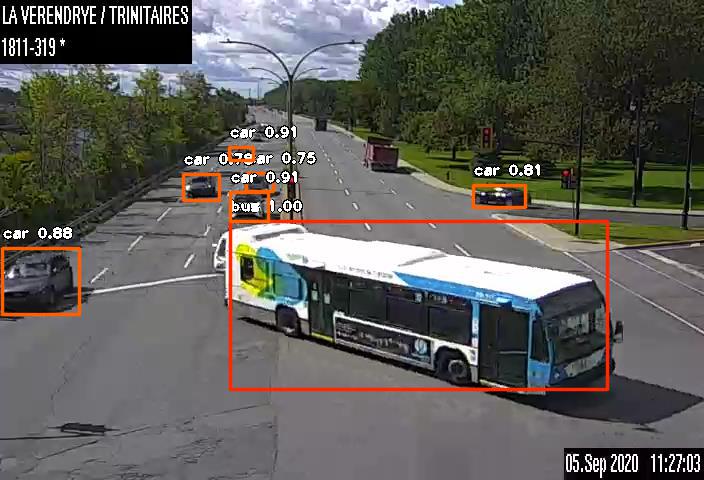 LA VERENDRYE / TRINITAIRES
1811-319 *
car 0.91
car 0.78
car 0.75
car 0.91
car 0.81
bus 1.00
car 0.88
05.Sep 2020 11:27:03